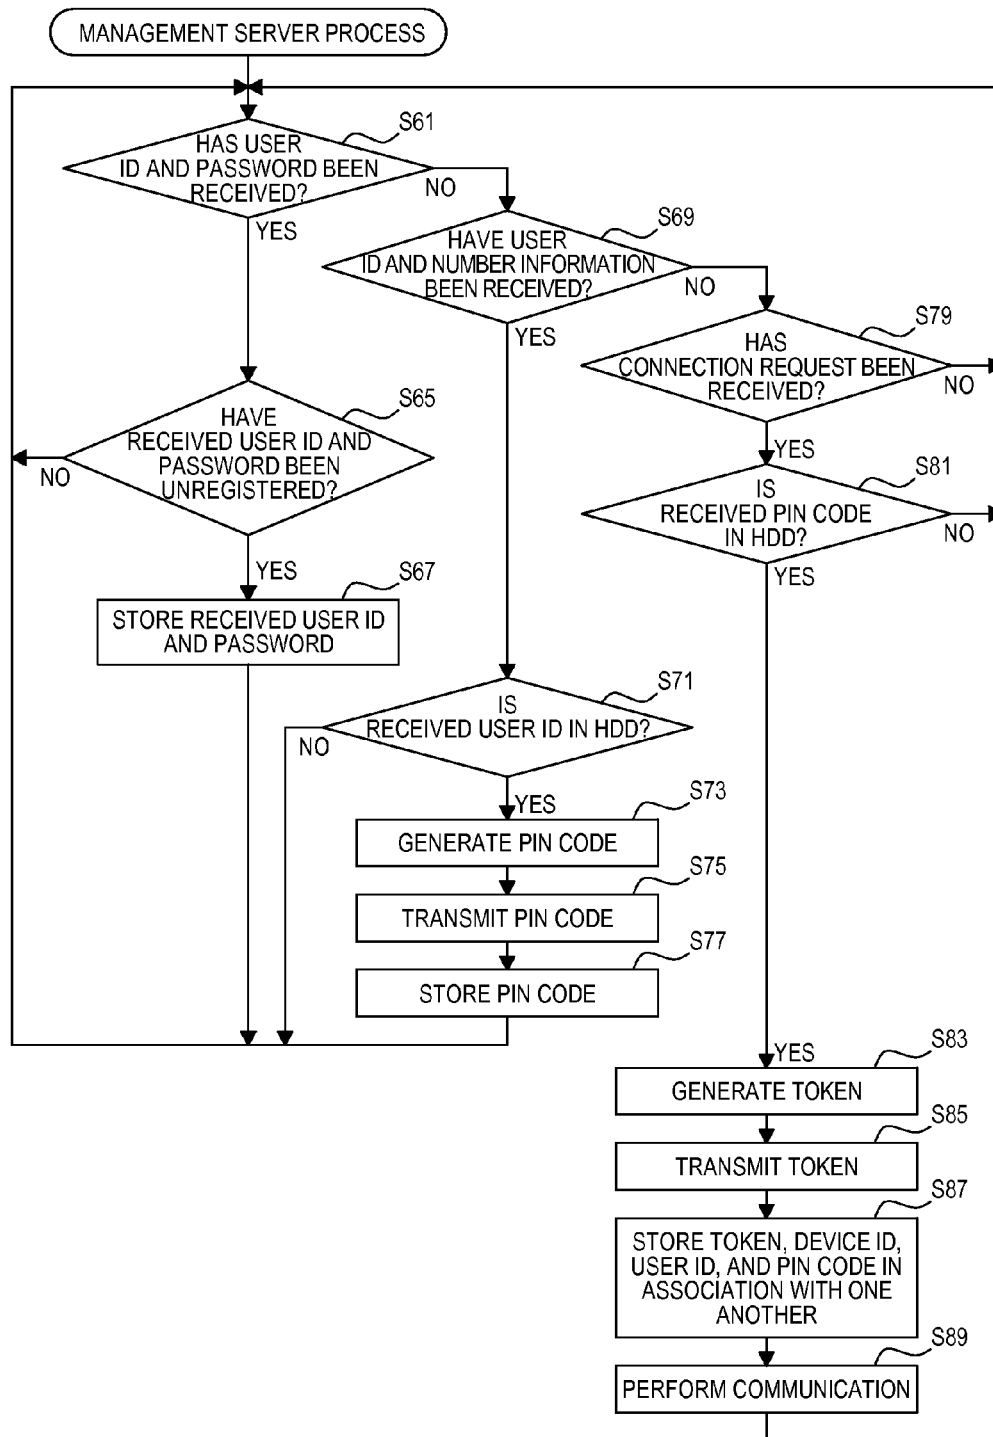 MANAGEMENT SERVER PROCESS
S61
HAS USER
ID AND PASSWORD BEEN
RECEIVED?
NO
YES
S69
HAVE USER
ID AND NUMBER INFORMATION
BEEN RECEIVED?
NO
YES
S79
HAS
CONNECTION REQUEST BEEN
RECEIVED?
NO
YES
S65
HAVE
RECEIVED USER ID AND
PASSWORD BEEN
UNREGISTERED?
NO
YES
S81
IS
RECEIVED PIN CODE
IN HDD?
NO
YES
S67
STORE RECEIVED USER ID
AND PASSWORD
S71
IS
RECEIVED USER ID IN HDD?
NO
YES
S73
GENERATE PIN CODE
S75
TRANSMIT PIN CODE
S77
STORE PIN CODE
YES
S83
GENERATE TOKEN
S85
TRANSMIT TOKEN
S87
STORE TOKEN, DEVICE ID,
USER ID, AND PIN CODE IN
ASSOCIATION WITH ONE
ANOTHER
S89
PERFORM COMMUNICATION